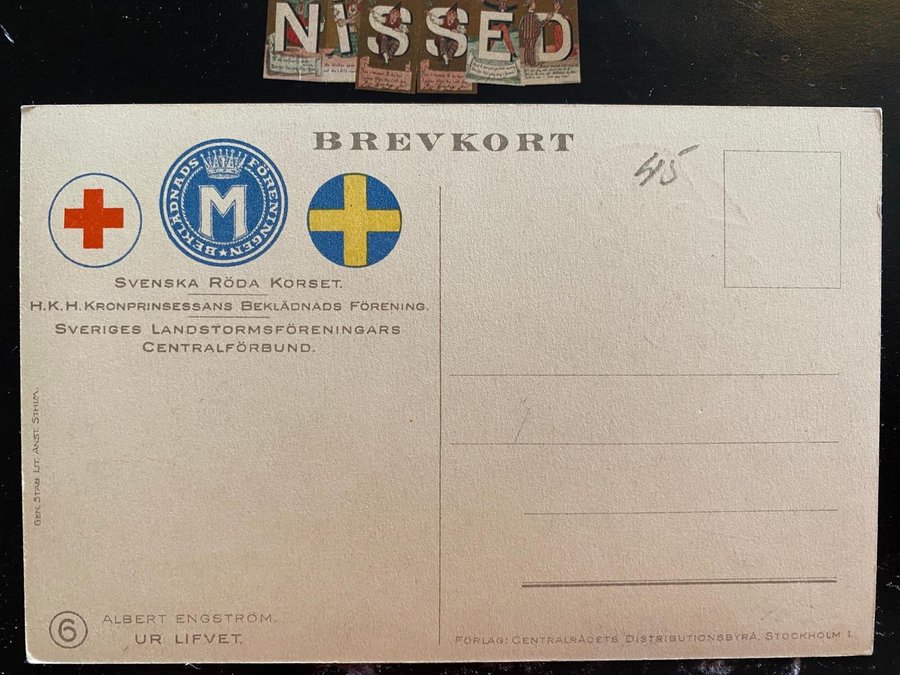 NISSED
BREVKORT
45
BEKLÄDNADS FÖRENINGEN
M
SVENSKA RÖDA KORSET.
H.K.H. KRONPRINSESSANS BEKLÄDNADS FÖRENING.
SVERIGES LANDSTORMSFÖRENINGARS
CENTRALFÖRBUND.
GEN. STAB. LIT. ANST. STHLM.
6
ALBERT ENGSTRÖM.
UR LIFVET.
FÖRLAG: CENTRALRÅDETS DISTRIBUTIONSBYRÅ, STOCKHOLM 1.